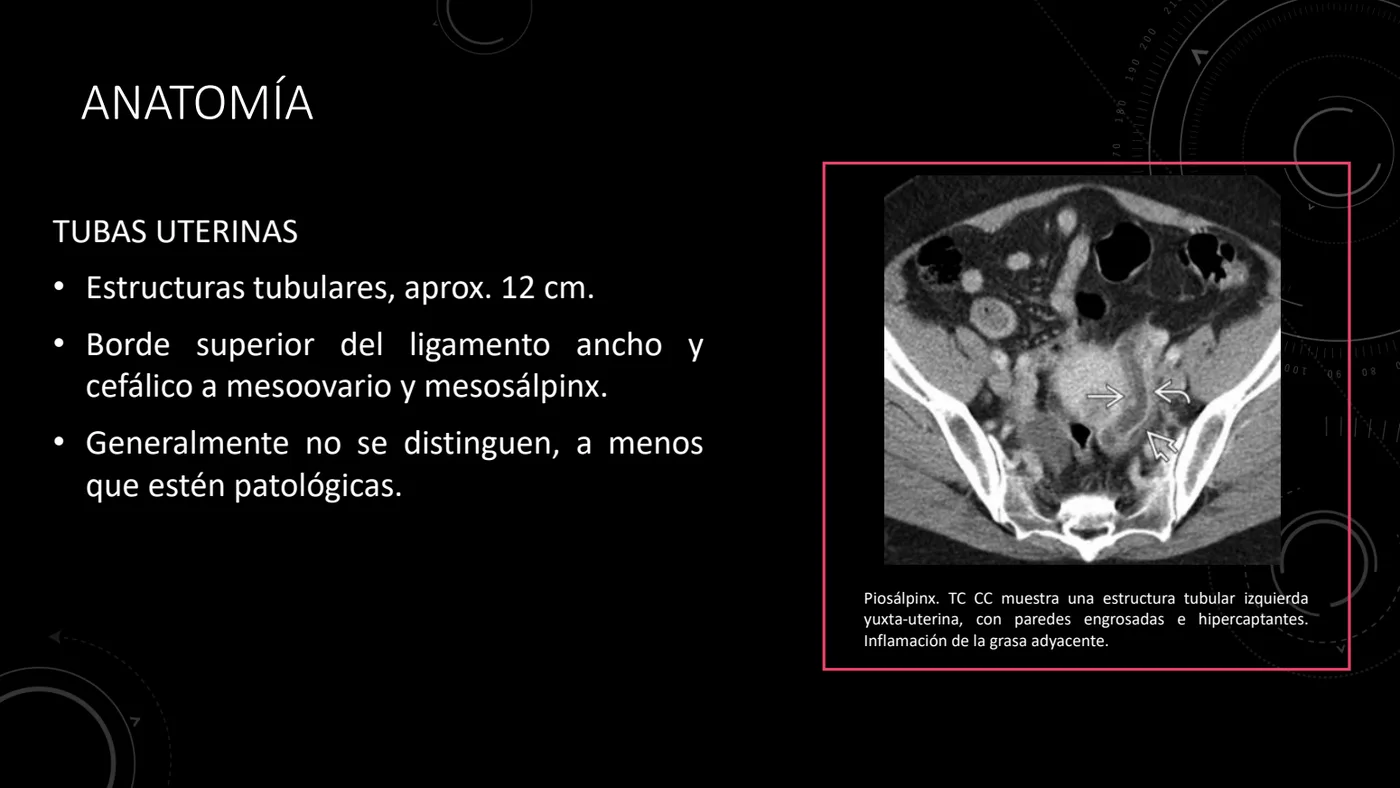 ANATOMÍA
TUBAS UTERINAS
• Estructuras tubulares, aprox. 12 cm.
• Borde superior del ligamento ancho y
cefálico a mesoovario y mesosálpinx.
• Generalmente no se distinguen, a menos
que estén patológicas.
Piosálpinx. TC CC muestra una estructura tubular izquierda
yuxta-uterina, con paredes engrosadas e hipercaptantes.
Inflamación de la grasa adyacente.